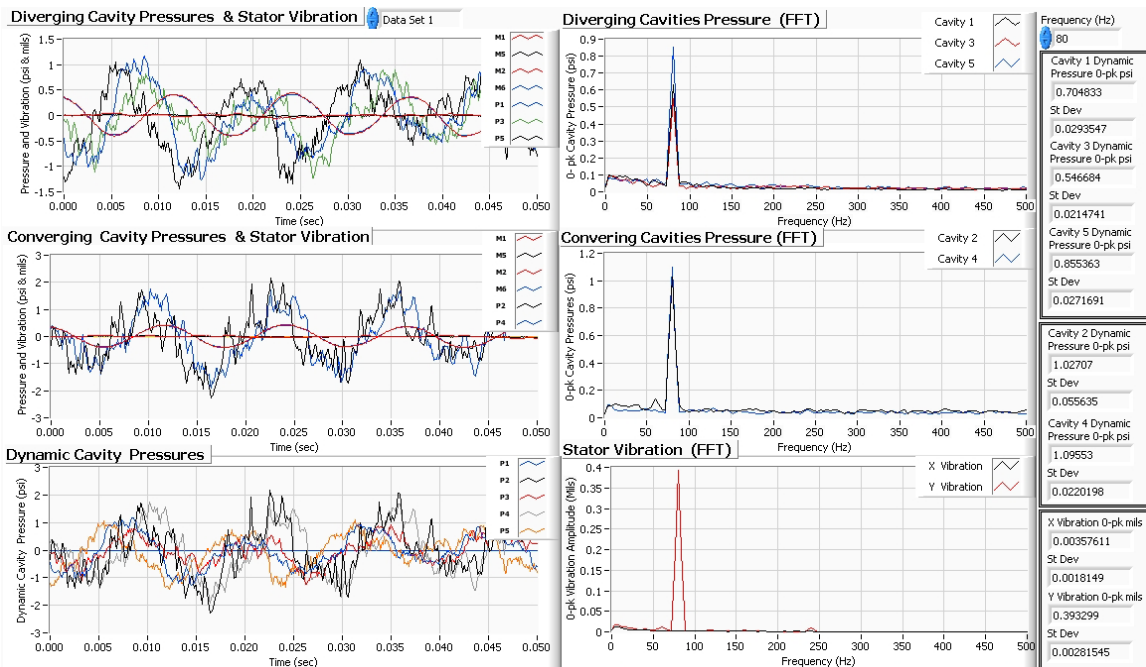 Diverging Cavity Pressures & Stator Vibration
Data Set 1
Pressure and Vibration (psi & mils)
1.5
1
0.5
0
-0.5
-1
-1.5
0.000 0.005 0.010 0.015 0.020 0.025 0.030 0.035 0.040 0.045 0.050
Time (sec)
M1
M5
M2
M6
P1
P3
P5
Diverging Cavities Pressure (FFT)
Cavity 1
Cavity 3
Cavity 5
0-pk Cavity Pressure (psi)
0.9
0.8
0.7
0.6
0.5
0.4
0.3
0.2
0.1
0
0 50 100 150 200 250 300 350 400 450 500
Frequency (Hz)
Frequency (Hz)
80
Cavity 1 Dynamic
Pressure 0-pk psi
0.704833
St Dev
0.0293547
Cavity 3 Dynamic
Pressure 0-pk psi
0.546684
St Dev
0.0214741
Cavity 5 Dynamic
Pressure 0-pk psi
0.855363
St Dev
0.0271691
Converging Cavity Pressures & Stator Vibration
Pressure and Vibration (psi & mils)
3
2
1
0
-1
-2
-3
0.000 0.005 0.010 0.015 0.020 0.025 0.030 0.035 0.040 0.045 0.050
Time (sec)
M1
M5
M2
M6
P2
P4
Convering Cavities Pressure (FFT)
Cavity 2
Cavity 4
0-pk Cavity Pressures (psi)
1.2
1
0.8
0.6
0.4
0.2
0
0 50 100 150 200 250 300 350 400 450 500
Frequency (Hz)
Cavity 2 Dynamic
Pressure 0-pk psi
1.02707
St Dev
0.055635
Cavity 4 Dynamic
Pressure 0-pk psi
1.09553
St Dev
0.0220198
Dynamic Cavity Pressures
Dynamic Cavity Pressure (psi)
3
2
1
0
-1
-2
-3
0.000 0.005 0.010 0.015 0.020 0.025 0.030 0.035 0.040 0.045 0.050
Time (sec)
P1
P2
P3
P4
P5
Stator Vibration (FFT)
X Vibration
Y Vibration
0-pk Vibration Amplitude (Mils)
0.4
0.35
0.3
0.25
0.2
0.15
0.1
0.05
0
0 50 100 150 200 250 300 350 400 450 500
Frequency (Hz)
X Vibration 0-pk mils
0.00357611
St Dev
0.0018149
Y Vibration 0-pk mils
0.393299
St Dev
0.00281545